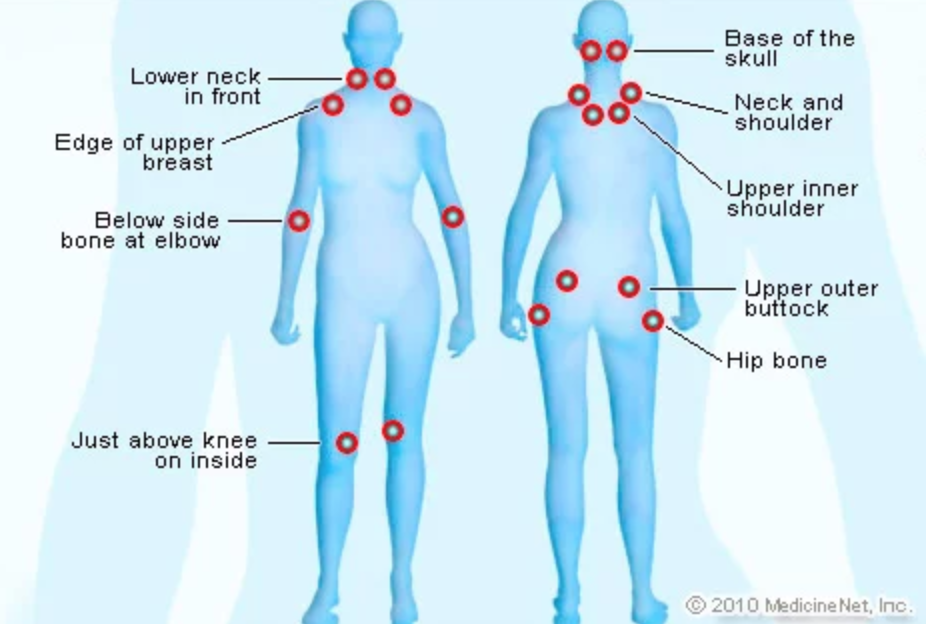 Lower neck
in front
Edge of upper
breast
Below side
bone at elbow
Just above knee
on inside
Base of the
skull
Neck and
shoulder
Upper inner
shoulder
Upper outer
buttock
Hip bone
© 2010 MedicineNet, Inc.